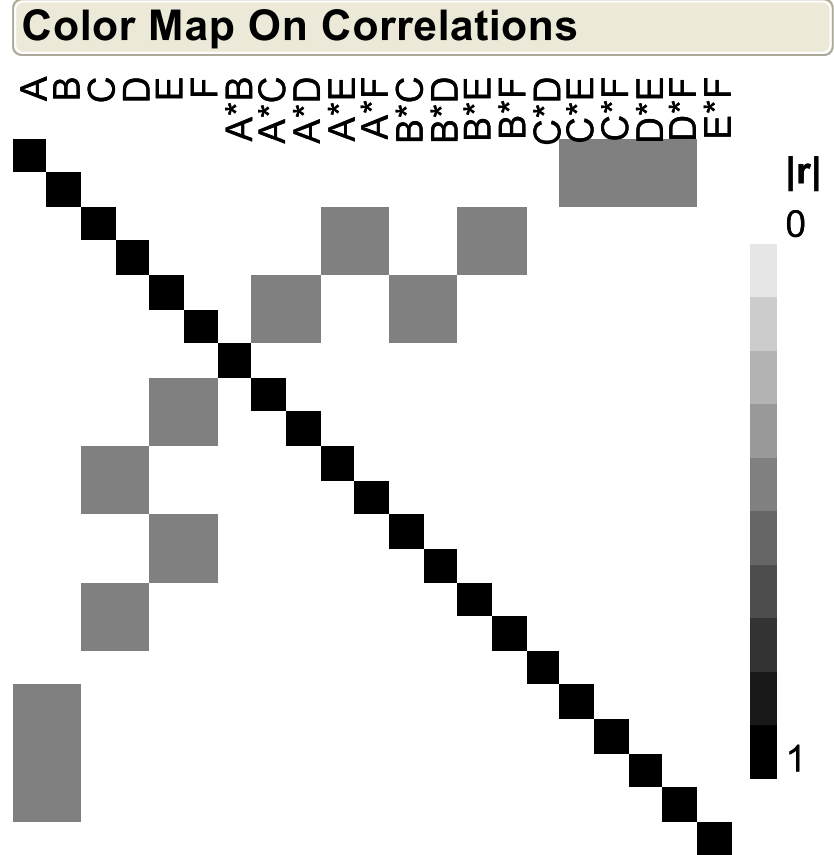 Color Map On Correlations
A B C D E F A*B A*C A*D A*E A*F B*C B*D B*E B*F C*D C*E C*F D*E D*F E*F
|r|
0
1